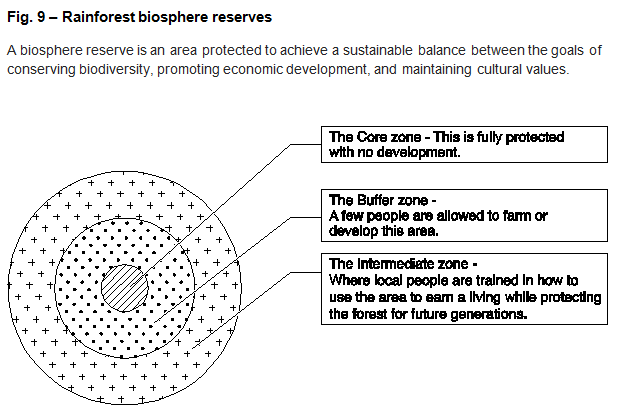 Fig. 9 – Rainforest biosphere reserves
A biosphere reserve is an area protected to achieve a sustainable balance between the goals of
conserving biodiversity, promoting economic development, and maintaining cultural values.
The Core zone - This is fully protected
with no development.
The Buffer zone -
A few people are allowed to farm or
develop this area.
The Intermediate zone -
Where local people are trained in how to
use the area to earn a living while protecting
the forest for future generations.